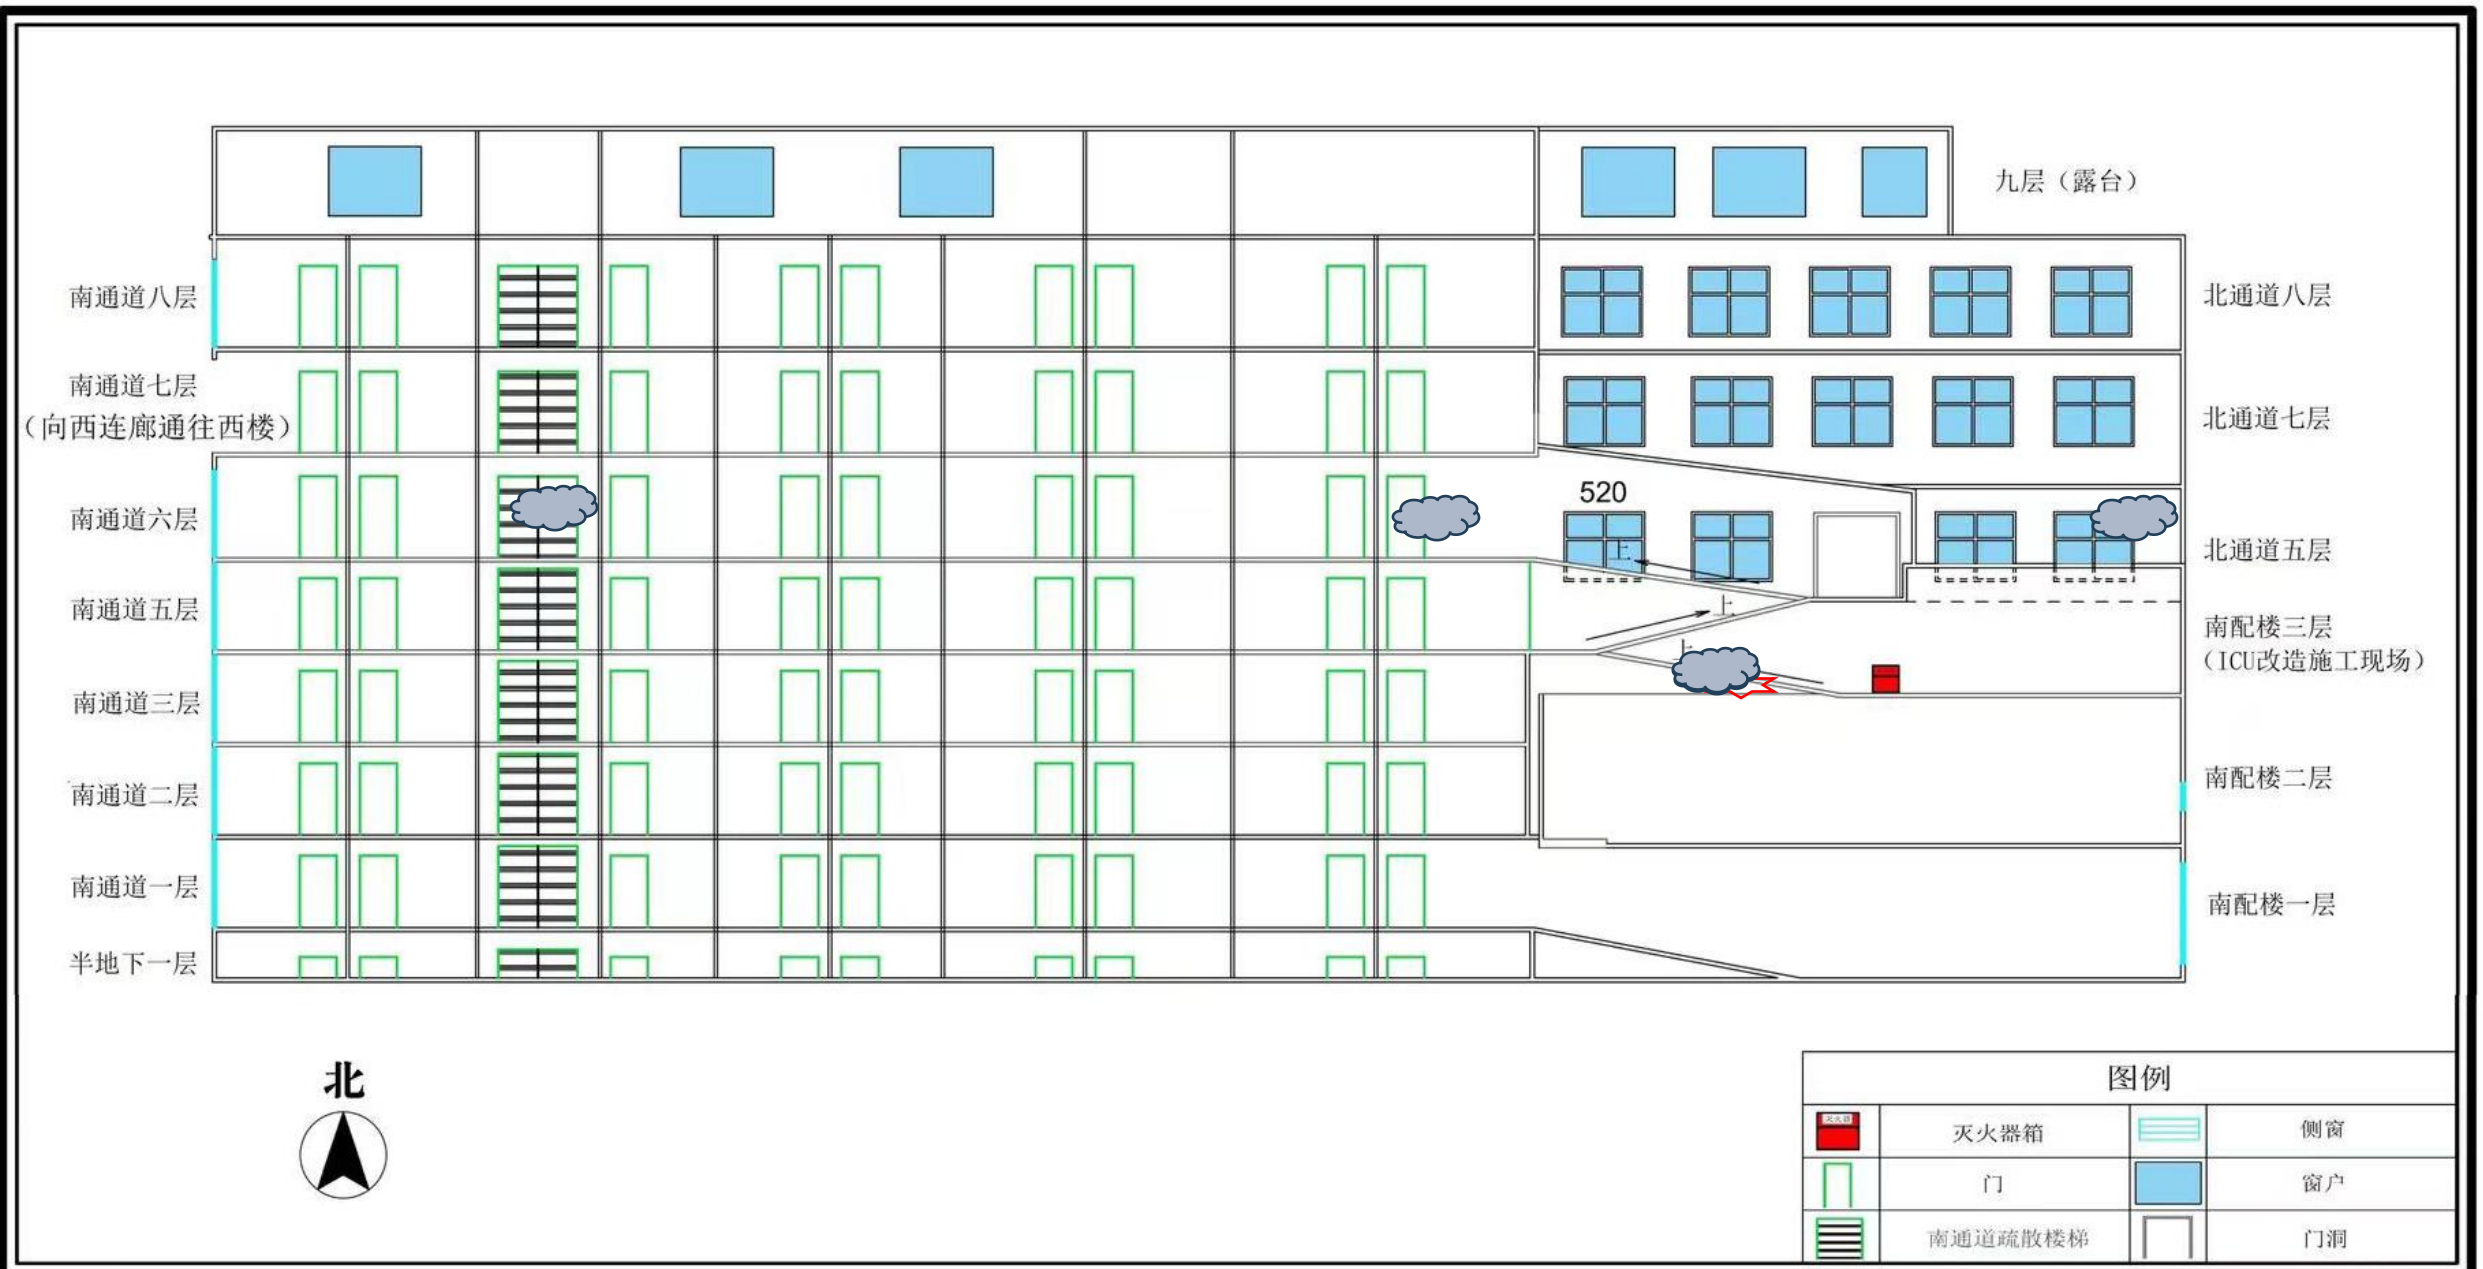 九层（露台）
南通道八层
北通道八层
南通道七层
（向西连廊通往西楼）
北通道七层
520
南通道六层
上
北通道五层
南通道五层
上
南配楼三层
（ICU改造施工现场）
上
南通道三层
南配楼二层
南通道二层
南通道一层
南配楼一层
半地下一层
北
图例
灭火器
灭火器箱
侧窗
门
窗户
南通道疏散楼梯
门洞